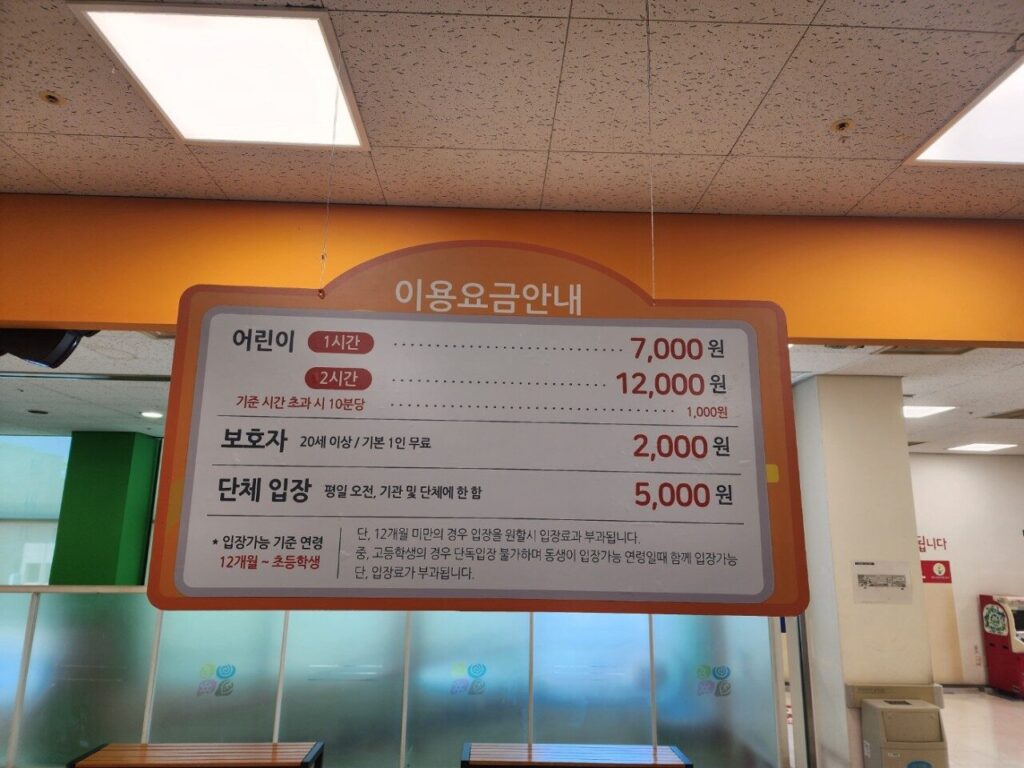 이용요금안내
어린이 1시간 7,000원
2시간 12,000원
기준 시간 초과 시 10분당 1,000원
보호자 20세 이상 / 기본 1인 무료 2,000원
단체 입장 평일 오전, 기관 및 단체에 한 함 5,000원
* 입장가능 기준 연령
12개월 ~ 초등학생
단, 12개월 미만의 경우 입장을 원할시 입장료과 부과됩니다.
중, 고등학생의 경우 단독입장 불가하며 동생이 입장가능 연령일때 함께 입장가능
단, 입장료가 부과됩니다.
됩니다